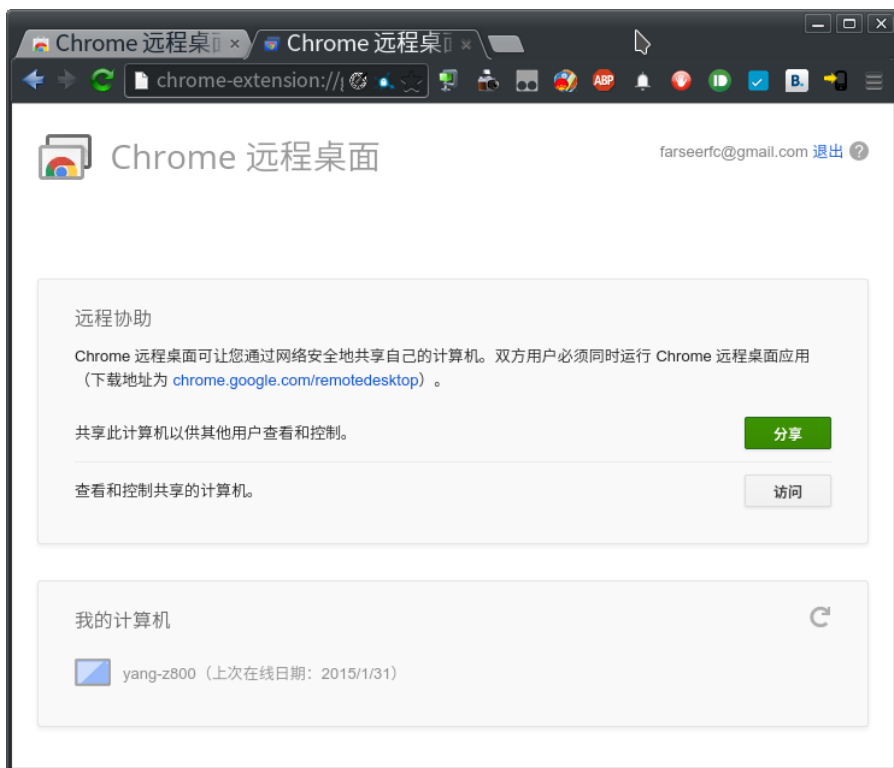 Chrome 远程桌 ×
Chrome 远程桌 ×
chrome-extension://
ABP
B.
Chrome 远程桌面
farseerfc@gmail.com 退出 ?
远程协助
Chrome 远程桌面可让您通过网络安全地共享自己的计算机。双方用户必须同时运行 Chrome 远程桌面应用
（下载地址为 chrome.google.com/remotedesktop）。
共享此计算机以供其他用户查看和控制。
分享
查看和控制共享的计算机。
访问
我的计算机
yang-z800（上次在线日期：2015/1/31）